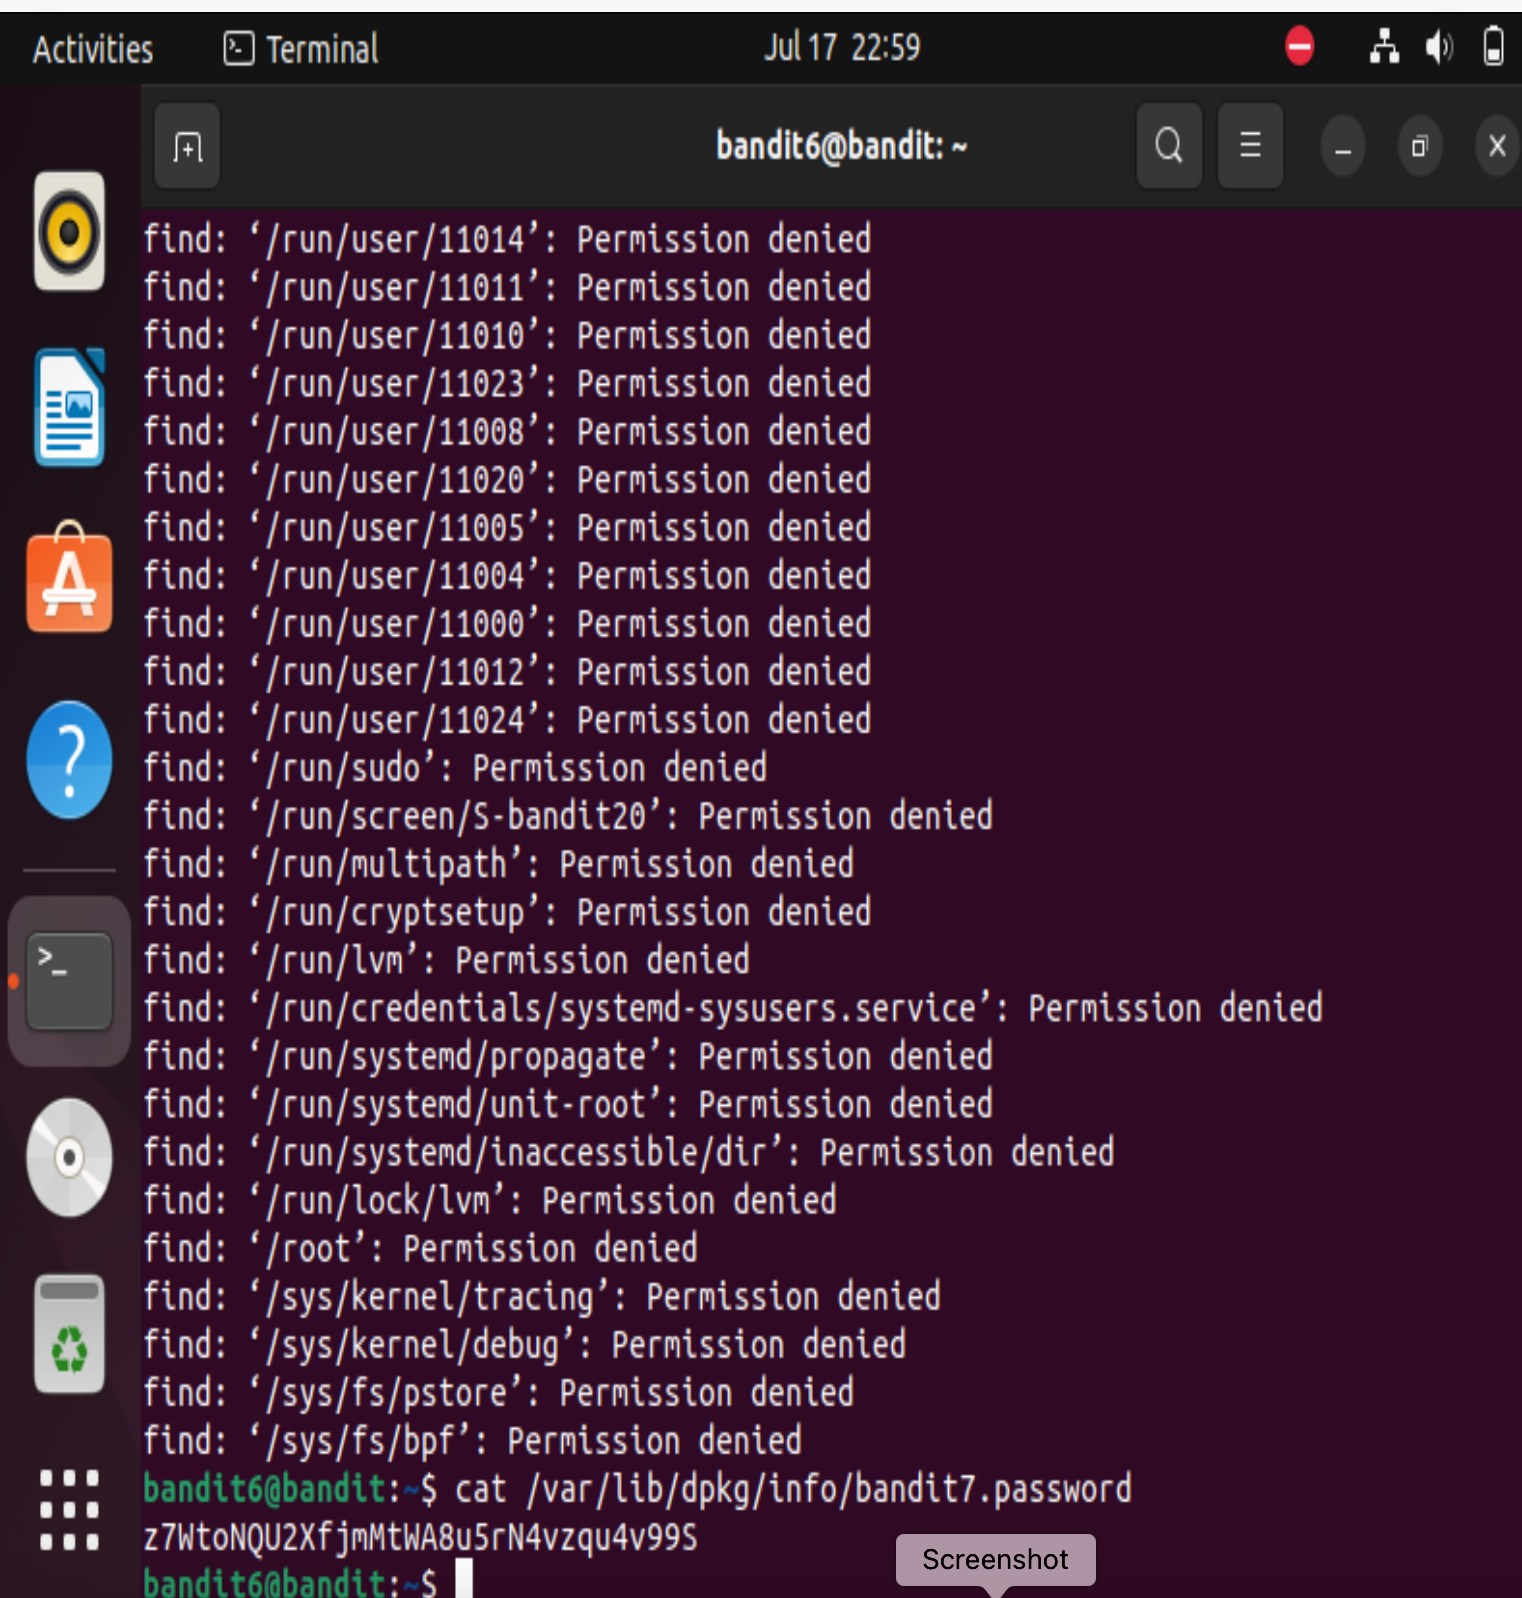 Activities
Terminal
Jul 17 22:59
bandit6@bandit: ~
find: ‘/run/user/11014’: Permission denied
find: ‘/run/user/11011’: Permission denied
find: ‘/run/user/11010’: Permission denied
find: ‘/run/user/11023’: Permission denied
find: ‘/run/user/11008’: Permission denied
find: ‘/run/user/11020’: Permission denied
find: ‘/run/user/11005’: Permission denied
find: ‘/run/user/11004’: Permission denied
find: ‘/run/user/11000’: Permission denied
find: ‘/run/user/11012’: Permission denied
find: ‘/run/user/11024’: Permission denied
find: ‘/run/sudo’: Permission denied
find: ‘/run/screen/S-bandit20’: Permission denied
find: ‘/run/multipath’: Permission denied
find: ‘/run/cryptsetup’: Permission denied
find: ‘/run/lvm’: Permission denied
find: ‘/run/credentials/systemd-sysusers.service’: Permission denied
find: ‘/run/systemd/propagate’: Permission denied
find: ‘/run/systemd/unit-root’: Permission denied
find: ‘/run/systemd/inaccessible/dir’: Permission denied
find: ‘/run/lock/lvm’: Permission denied
find: ‘/root’: Permission denied
find: ‘/sys/kernel/tracing’: Permission denied
find: ‘/sys/kernel/debug’: Permission denied
find: ‘/sys/fs/pstore’: Permission denied
find: ‘/sys/fs/bpf’: Permission denied
bandit6@bandit:~$ cat /var/lib/dpkg/info/bandit7.password
z7WtoNQU2XfjmMtWA8u5rN4vzqu4v99S
bandit6@bandit:~$
Screenshot